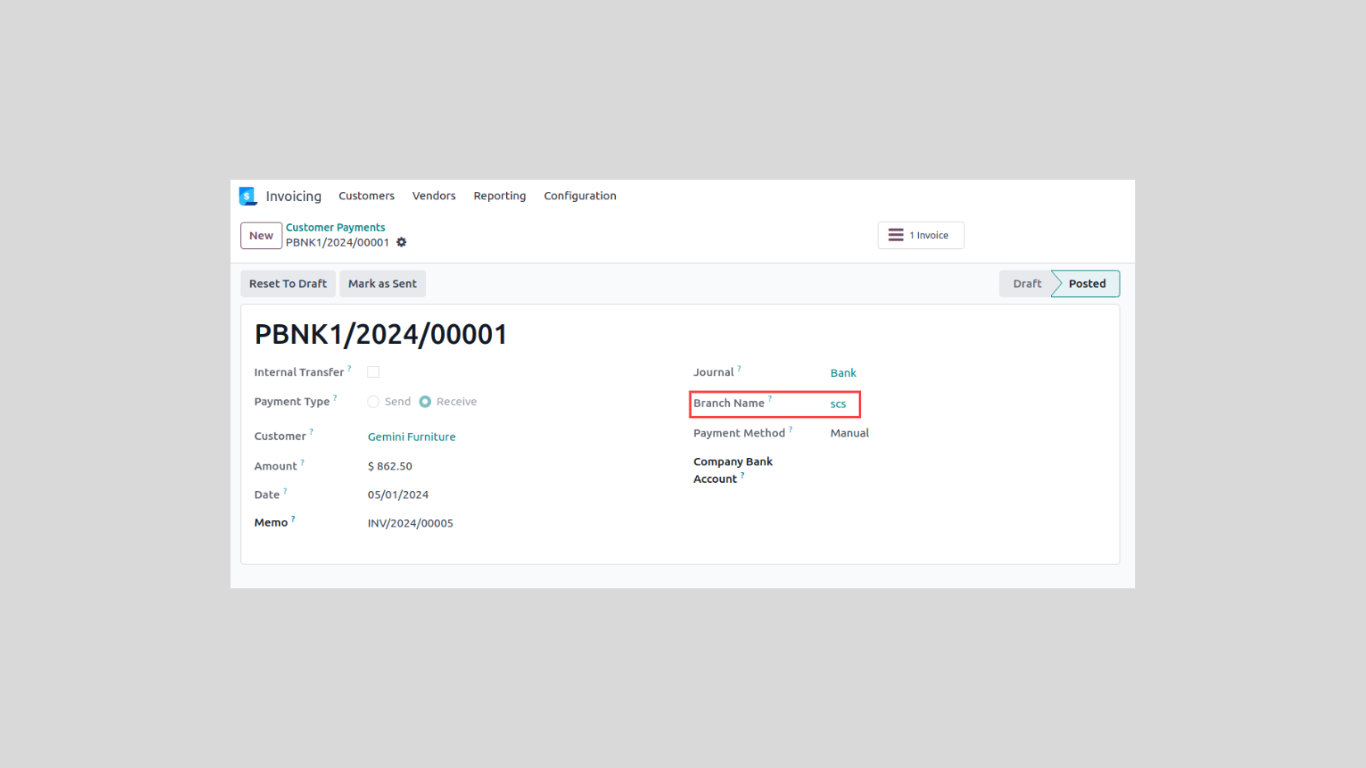 Invoicing Customers Vendors Reporting Configuration
New
Customer Payments
PBNK1/2024/00001
1 Invoice
Reset To Draft Mark as Sent
Draft Posted
PBNK1/2024/00001
Internal Transfer ?
Payment Type ? Send Receive
Customer ? Gemini Furniture
Amount ? $ 862.50
Date ? 05/01/2024
Memo ? INV/2024/00005
Journal ? Bank
Branch Name ? scs
Payment Method ? Manual
Company Bank
Account ?